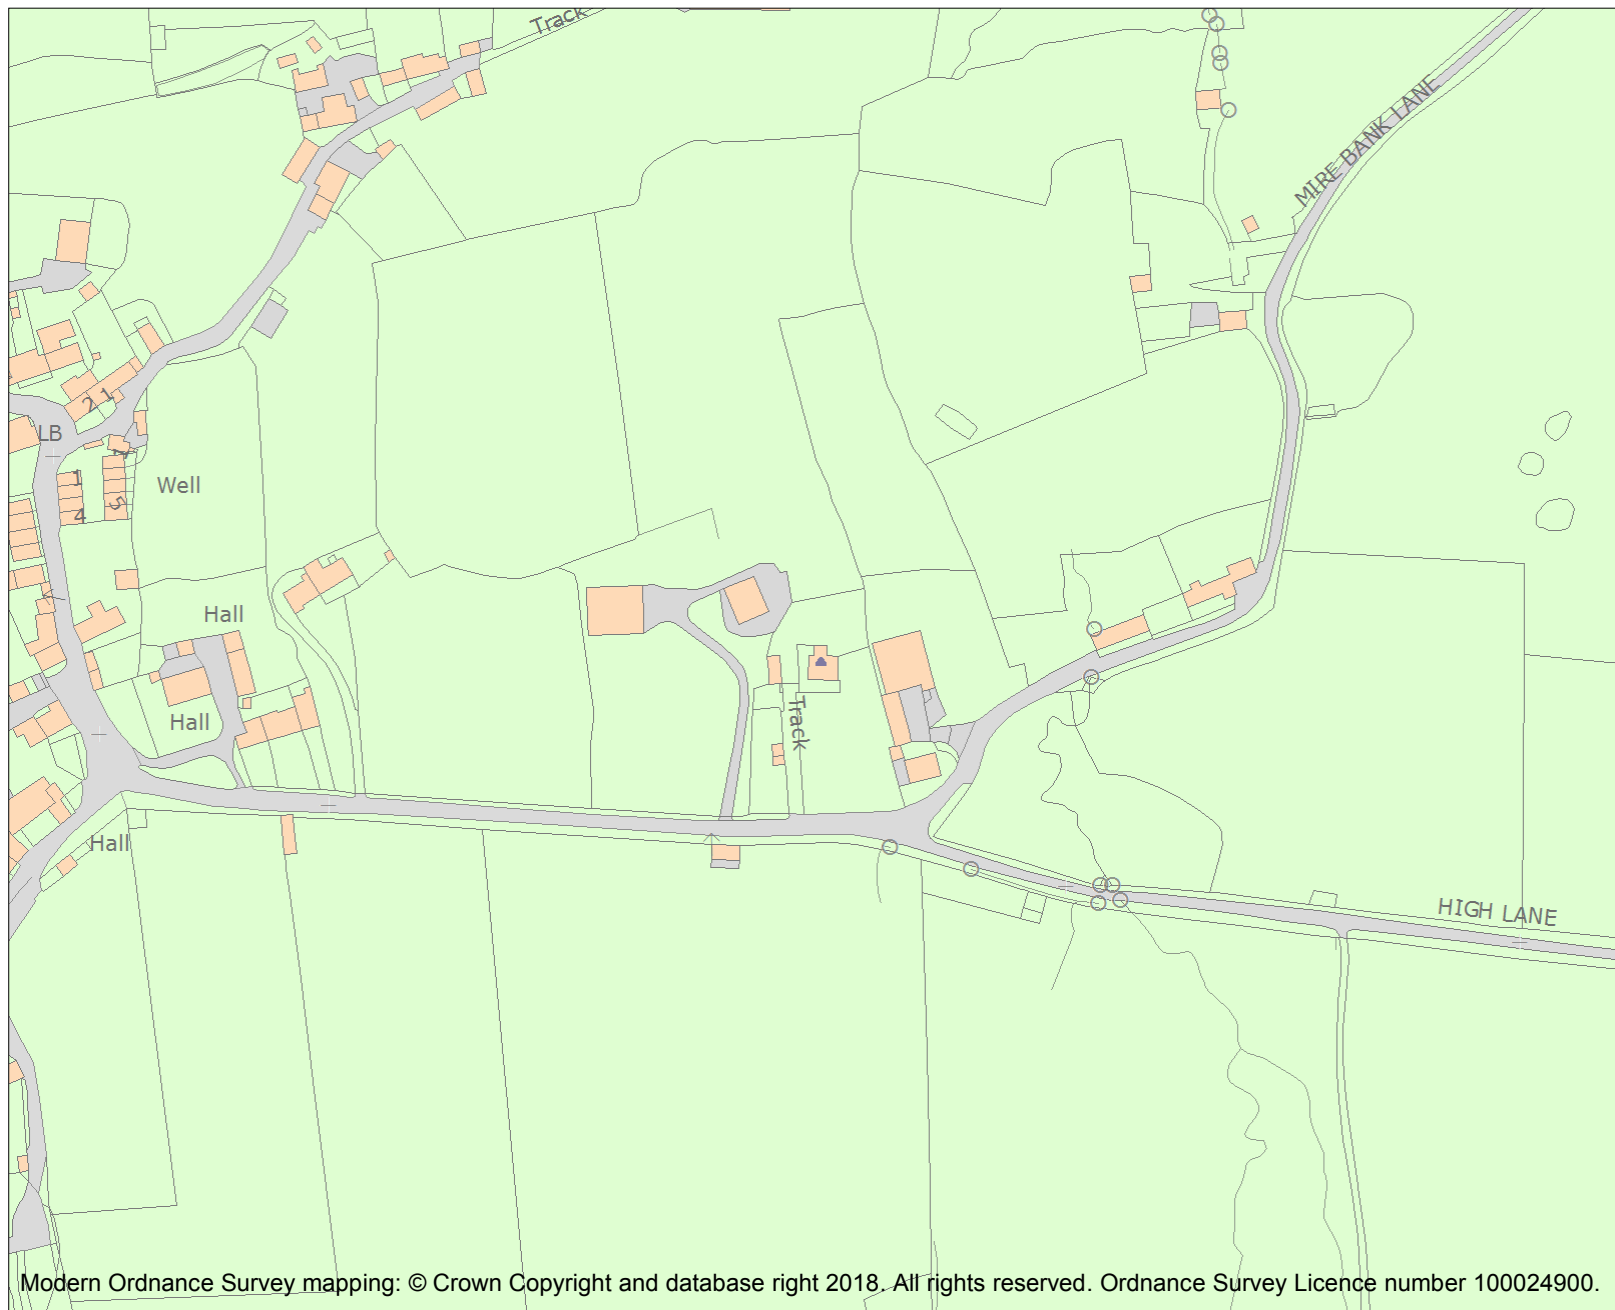 Track
MIRE BANK LANE
2 1
LB
1
5
4
Well
Hall
Hall
Track
Hall
HIGH LANE
Modern Ordnance Survey mapping: © Crown Copyright and database right 2018. All rights reserved. Ordnance Survey Licence number 100024900.